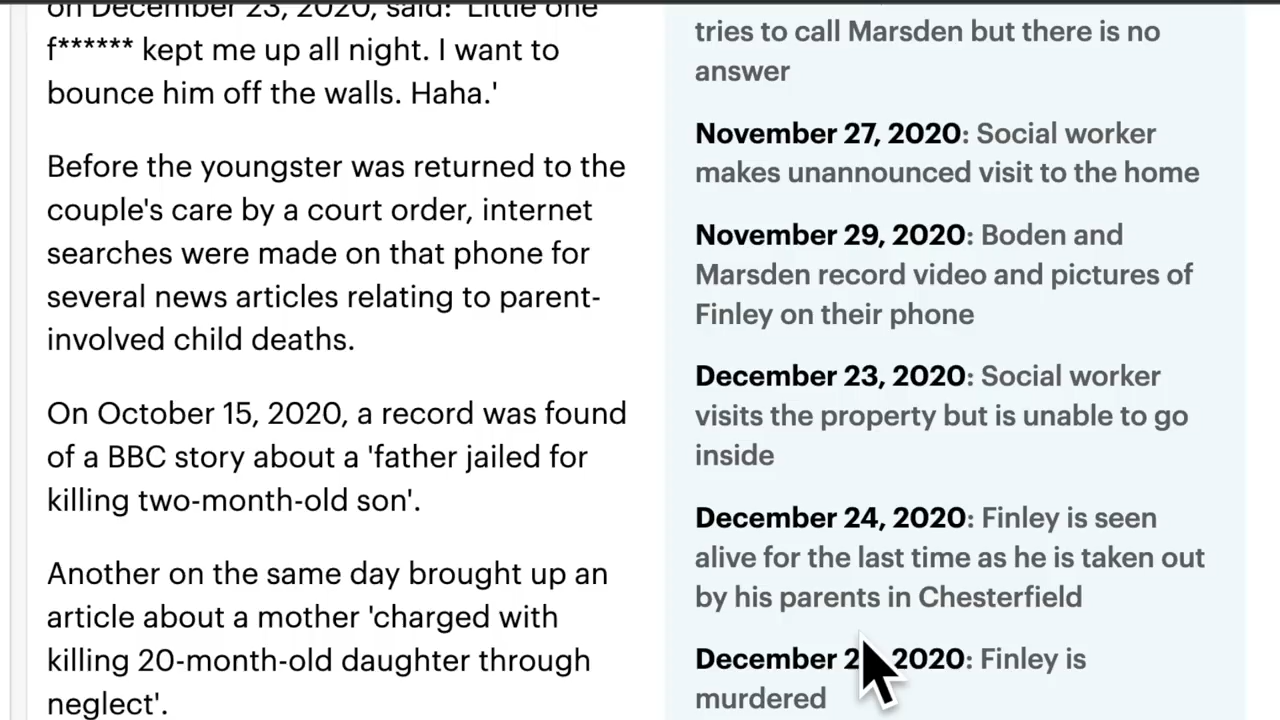 on December 23, 2020, said: 'Little one
f****** kept me up all night. I want to
bounce him off the walls. Haha.'
Before the youngster was returned to the
couple's care by a court order, internet
searches were made on that phone for
several news articles relating to parent-
involved child deaths.
On October 15, 2020, a record was found
of a BBC story about a 'father jailed for
killing two-month-old son'.
Another on the same day brought up an
article about a mother 'charged with
killing 20-month-old daughter through
neglect'.
tries to call Marsden but there is no
answer
November 27, 2020: Social worker
makes unannounced visit to the home
November 29, 2020: Boden and
Marsden record video and pictures of
Finley on their phone
December 23, 2020: Social worker
visits the property but is unable to go
inside
December 24, 2020: Finley is seen
alive for the last time as he is taken out
by his parents in Chesterfield
December 2020: Finley is
murdered